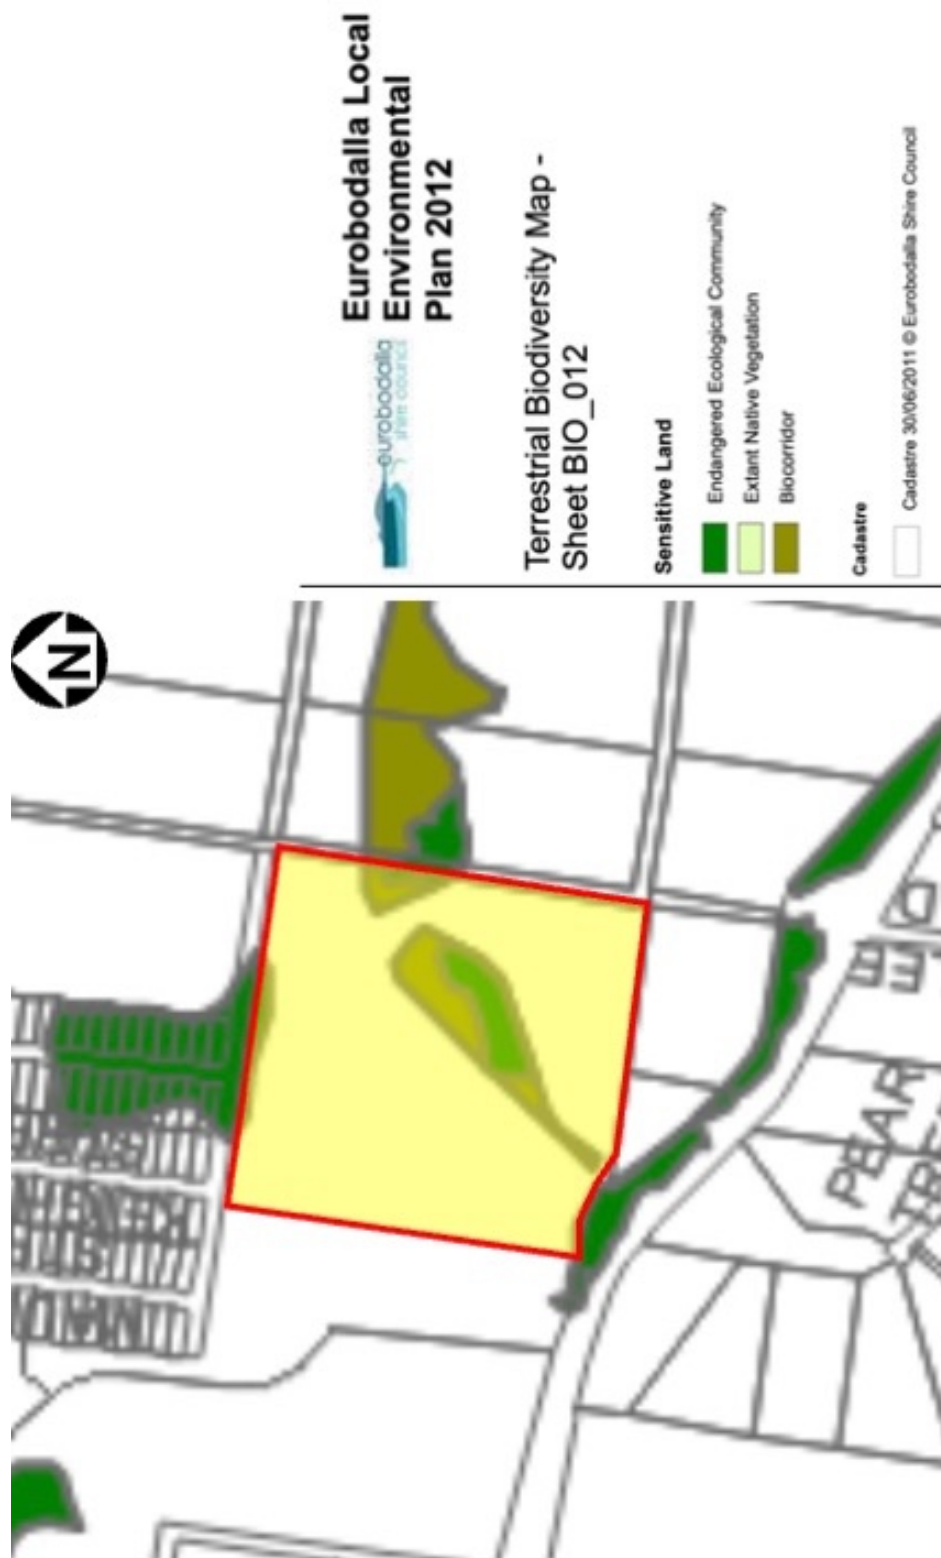 Eurobodalla Local
Environmental
Plan 2012
eurobodalla
shire council
Terrestrial Biodiversity Map -
Sheet BIO_012
Sensitive Land
Endangered Ecological Community
Extant Native Vegetation
Biocorridor
Cadastre
Cadastre 30/06/2011 © Eurobodalla Shire Council
N
PEAR